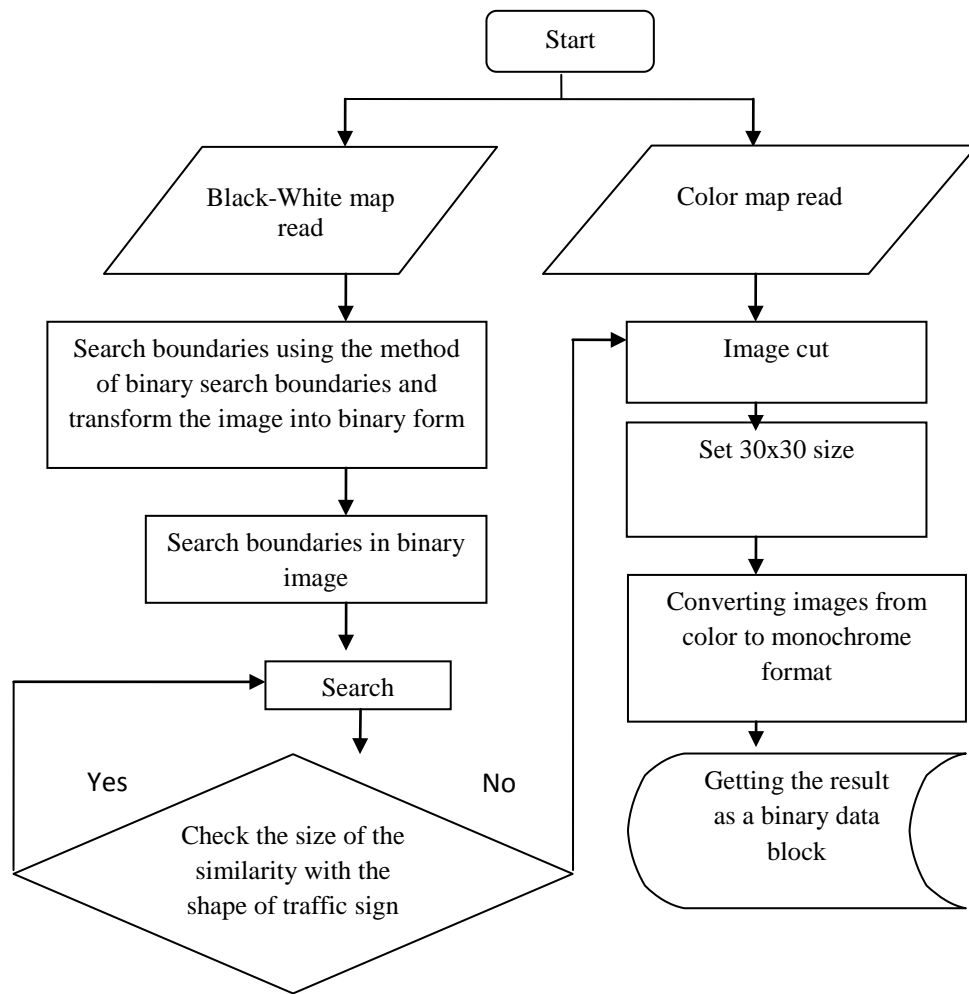 Start
Black-White map
read
Color map read
Search boundaries using the method
of binary search boundaries and
transform the image into binary form
Image cut
Set 30x30 size
Search boundaries in binary
image
Converting images from
color to monochrome
format
Search
Yes
No
Check the size of the
similarity with the
shape of traffic sign
Getting the result
as a binary data
block